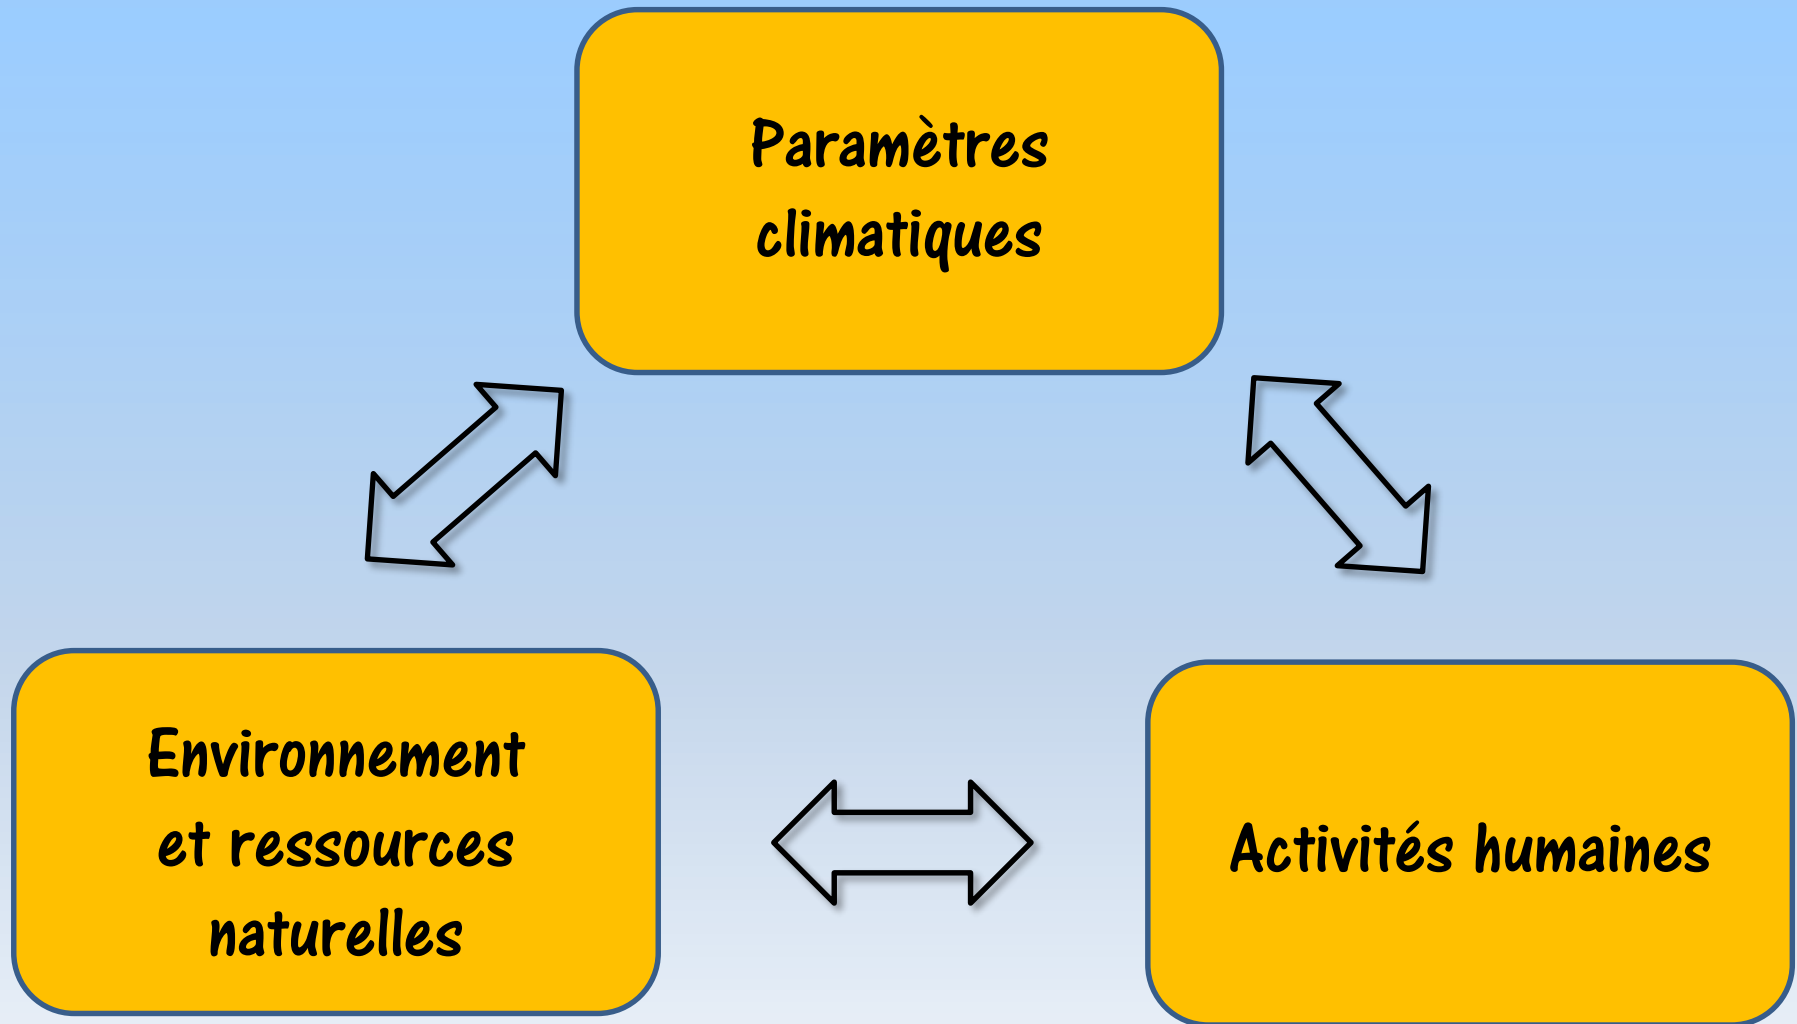 Paramètres
climatiques
Environnement
et ressources
naturelles
Activités humaines